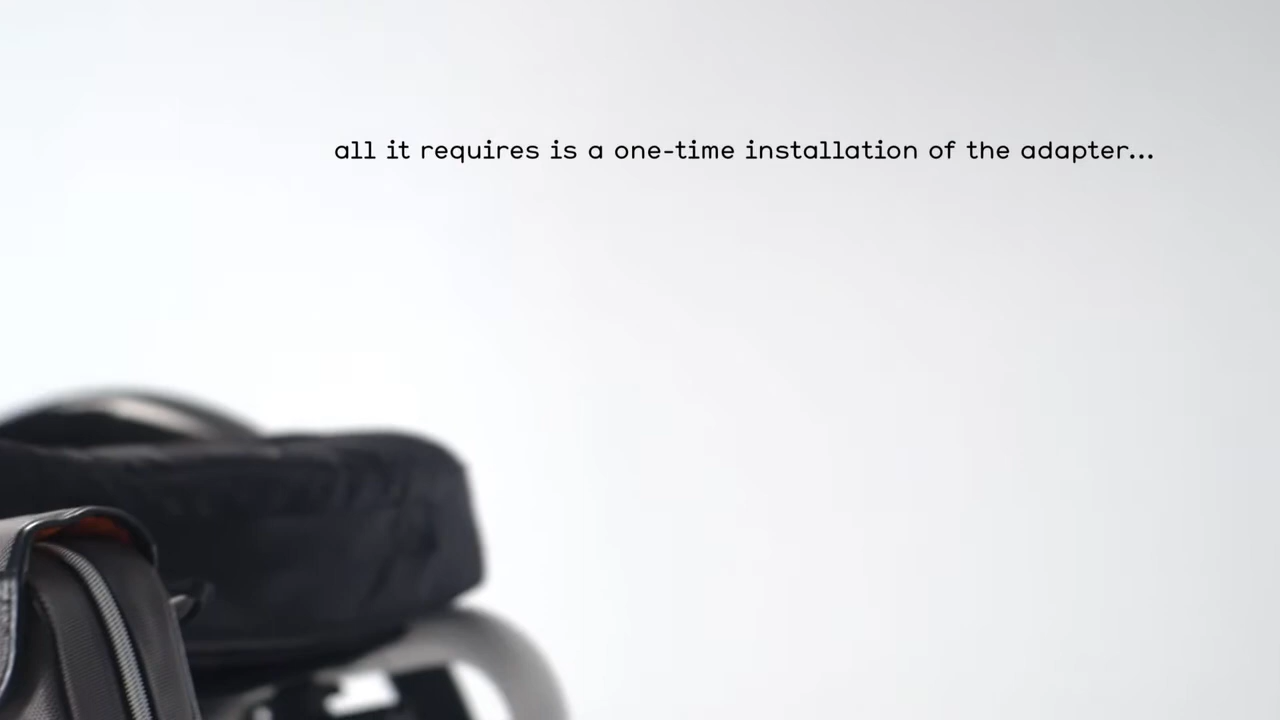 all it requires is a one-time installation of the adapter...